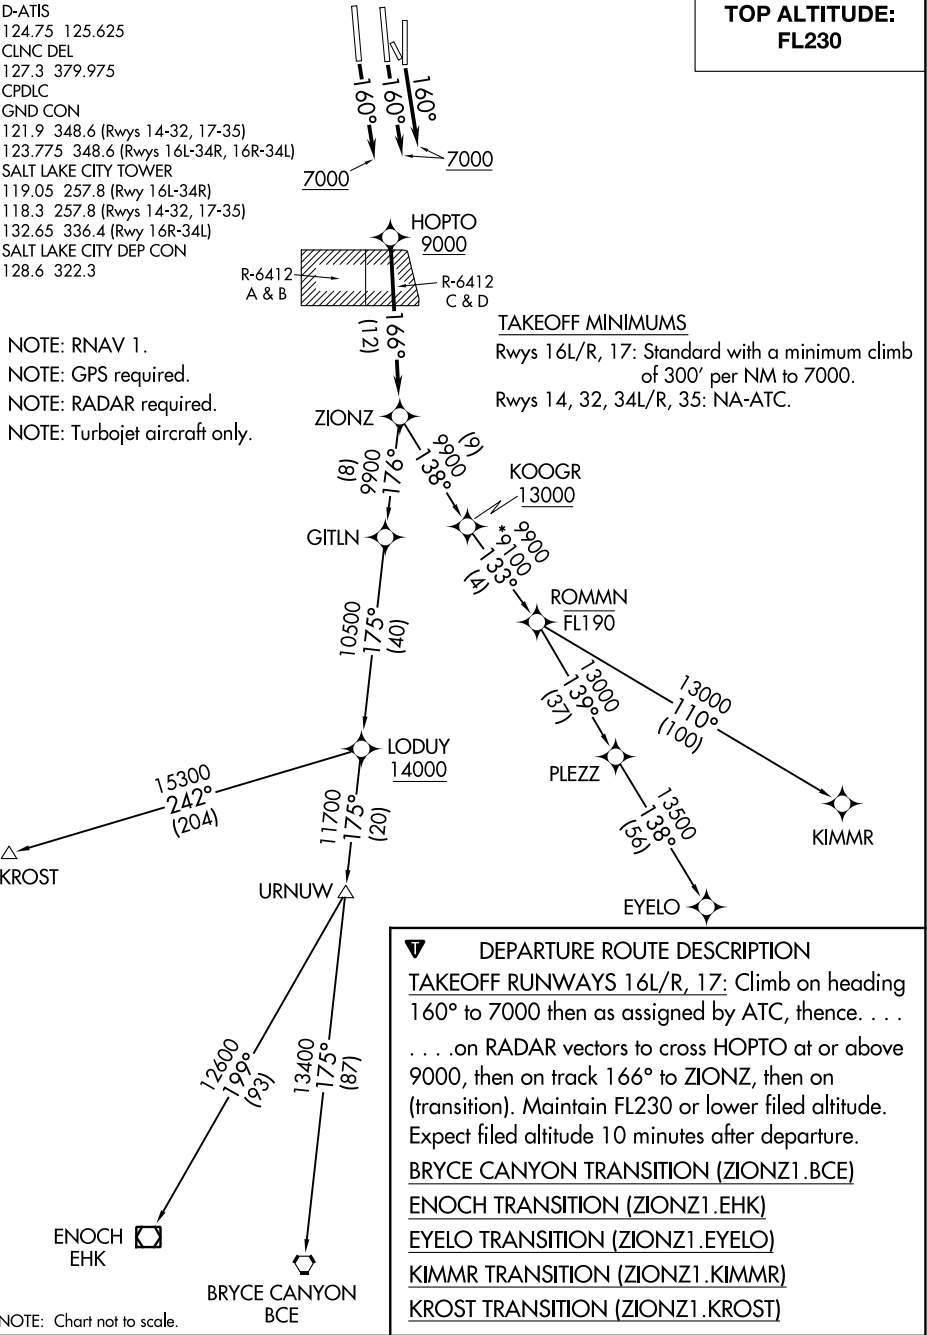 D-ATIS
124.75 125.625
CLNC DEL
127.3 379.975
CPDLC
GND CON
121.9 348.6 (Rwys 14-32, 17-35)
123.775 348.6 (Rwys 16L-34R, 16R-34L)
SALT LAKE CITY TOWER
119.05 257.8 (Rwy 16L-34R)
118.3 257.8 (Rwys 14-32, 17-35)
132.65 336.4 (Rwy 16R-34L)
SALT LAKE CITY DEP CON
128.6 322.3
TOP ALTITUDE:
FL230
160°
160°
160°
7000
7000
HOPTO
9000
R-6412
A & B
R-6412
C & D
166°
(12)
NOTE: RNAV 1.
NOTE: GPS required.
NOTE: RADAR required.
NOTE: Turbojet aircraft only.
TAKEOFF MINIMUMS
Rwys 16L/R, 17: Standard with a minimum climb
of 300' per NM to 7000.
Rwys 14, 32, 34L/R, 35: NA-ATC.
ZIONZ
9900
176°
(8)
(9)
9900
138°
KOOGR
13000
GITLN
9900
*9100
133°
(4)
ROMMN
FL190
10500
175°
(40)
13000
139°
(37)
13000
110°
(100)
LODUY
14000
PLEZZ
15300
242°
(204)
11700
175°
(20)
13500
138°
(56)
KIMMR
KROST
URNUW
EYELO
12600
199°
(93)
13400
175°
(87)
ENOCH
EHK
BRYCE CANYON
BCE
NOTE: Chart not to scale.
T
DEPARTURE ROUTE DESCRIPTION
TAKEOFF RUNWAYS 16L/R, 17: Climb on heading
160° to 7000 then as assigned by ATC, thence. . . .
. . . .on RADAR vectors to cross HOPTO at or above
9000, then on track 166° to ZIONZ, then on
(transition). Maintain FL230 or lower filed altitude.
Expect filed altitude 10 minutes after departure.
BRYCE CANYON TRANSITION (ZIONZ1.BCE)
ENOCH TRANSITION (ZIONZ1.EHK)
EYELO TRANSITION (ZIONZ1.EYELO)
KIMMR TRANSITION (ZIONZ1.KIMMR)
KROST TRANSITION (ZIONZ1.KROST)